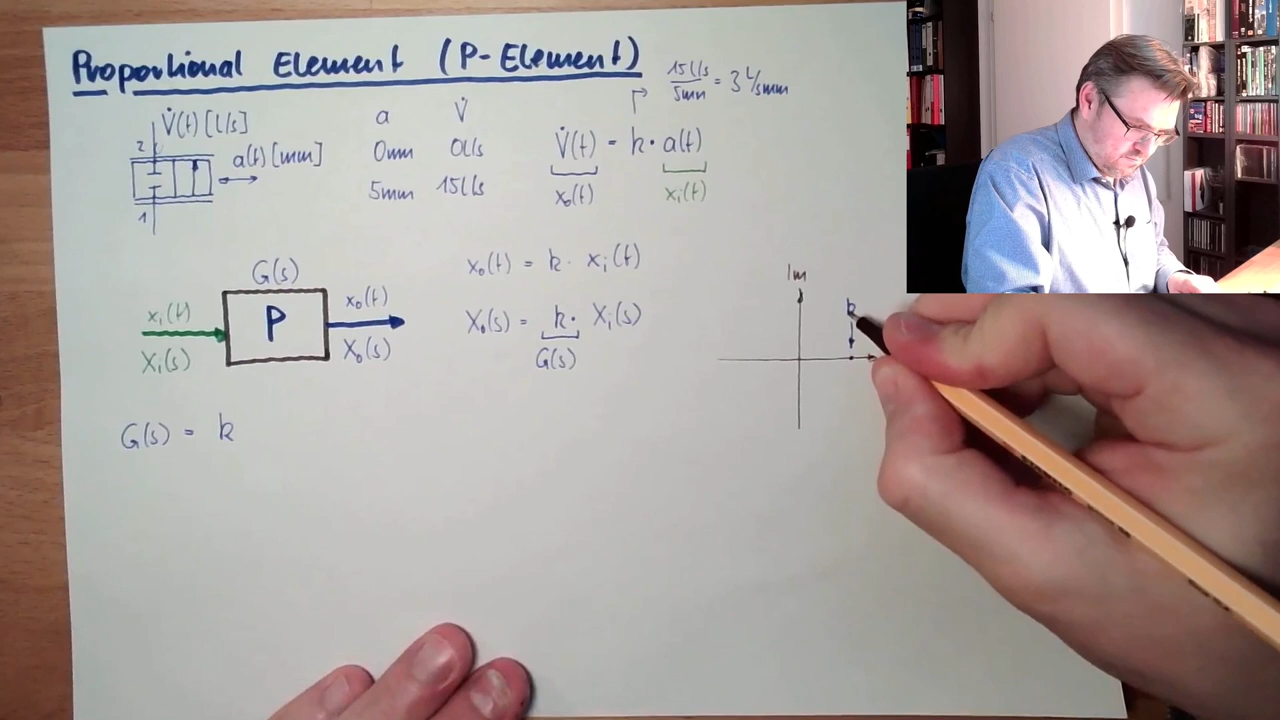 Proportional Element (P-Element)
15 l/s / 5mm = 3 l/s mm
V̇(t) [l/s]
2
a(t) [mm]
1
a V̇
0mm 0l/s
5mm 15l/s
V̇(t) = k · a(t)
x₀(t) xᵢ(t)
G(s)
xᵢ(t) P x₀(t)
Xᵢ(s) X₀(s)
x₀(t) = k · xᵢ(t)
X₀(s) = k · Xᵢ(s)
G(s)
Im
k
G(s) = k